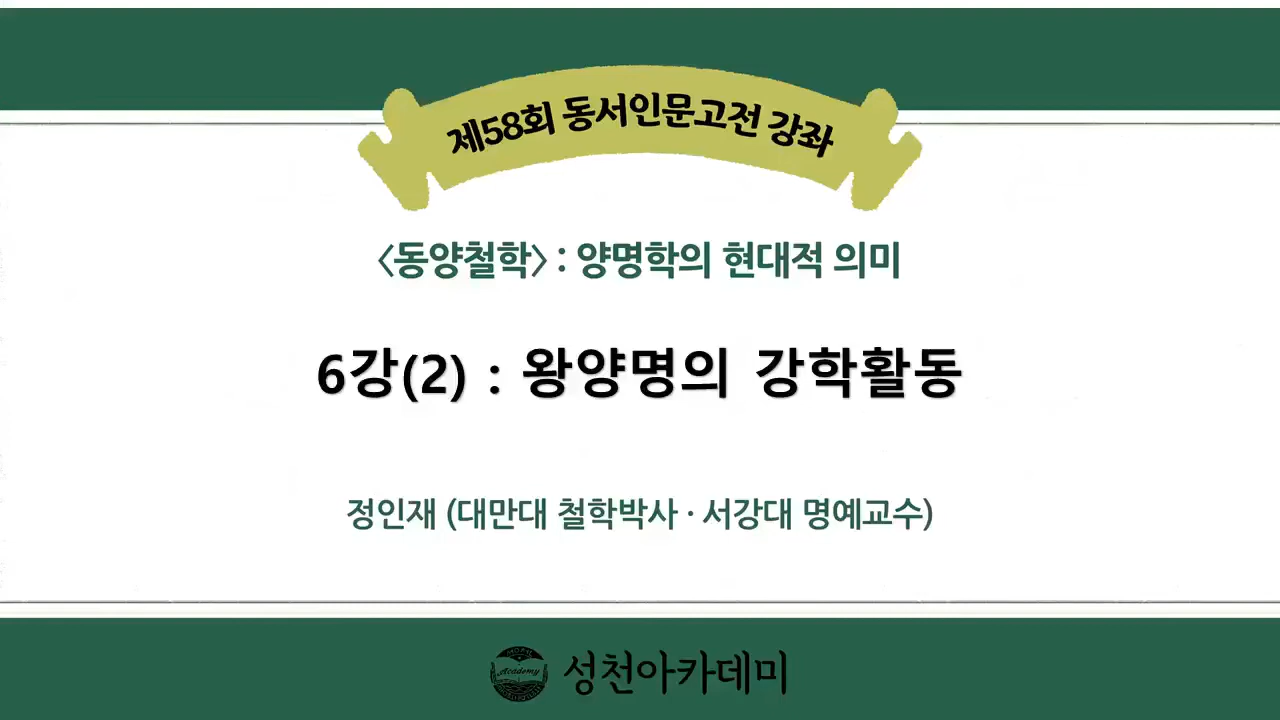 제58회 동서인문고전 강좌
〈동양철학〉 : 양명학의 현대적 의미
6강(2) : 왕양명의 강학활동
정인재 (대만대 철학박사 · 서강대 명예교수)
Academy
성천아카데미